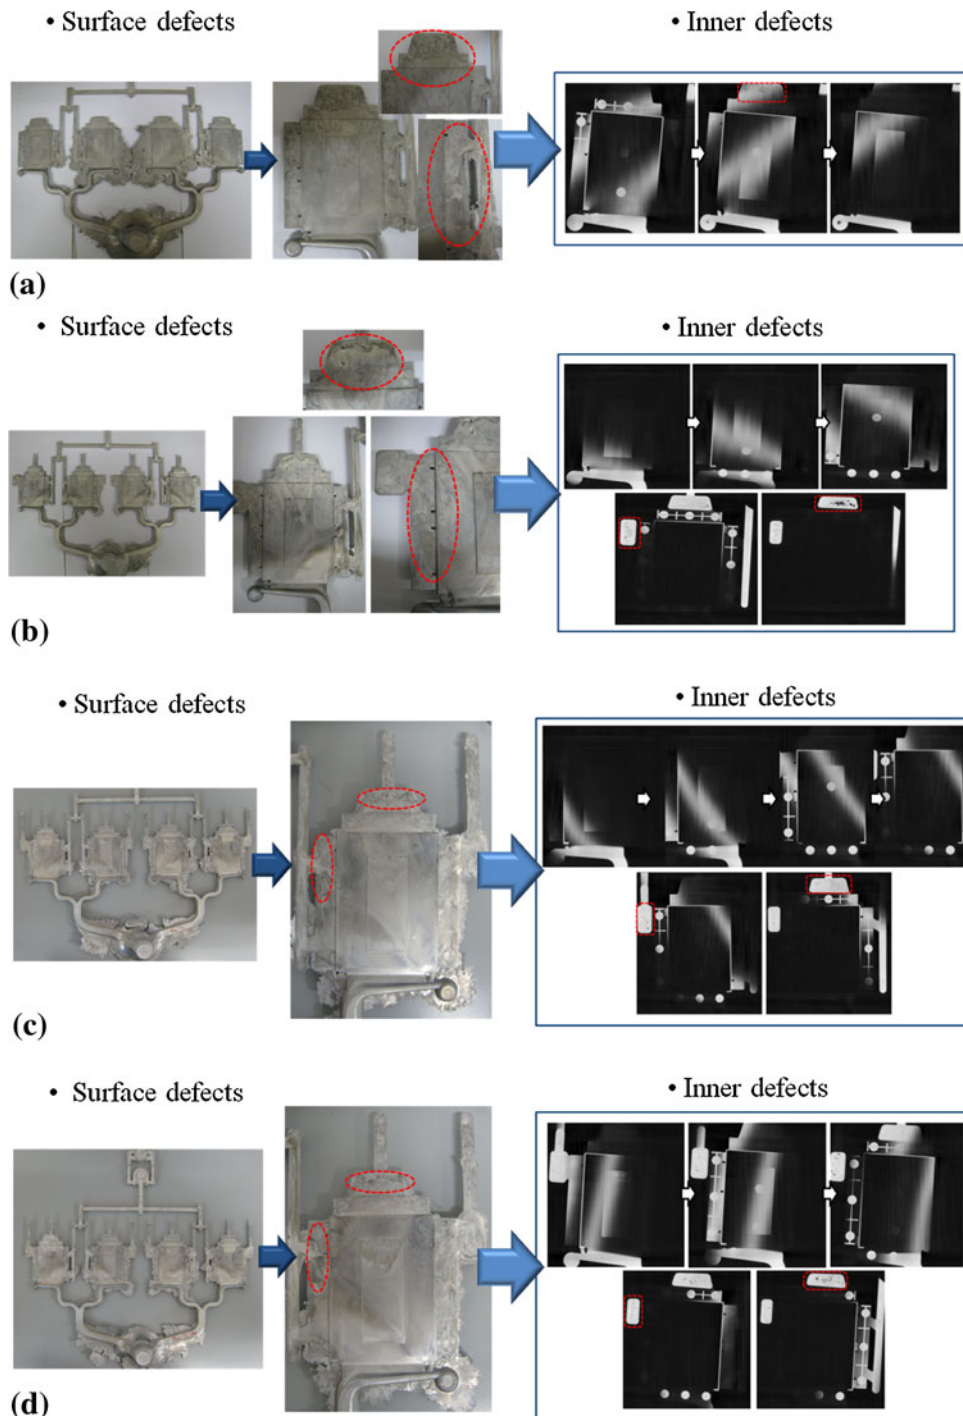 • Surface defects
• Inner defects
(a)
• Surface defects
• Inner defects
(b)
• Surface defects
• Inner defects
(c)
• Surface defects
• Inner defects
(d)